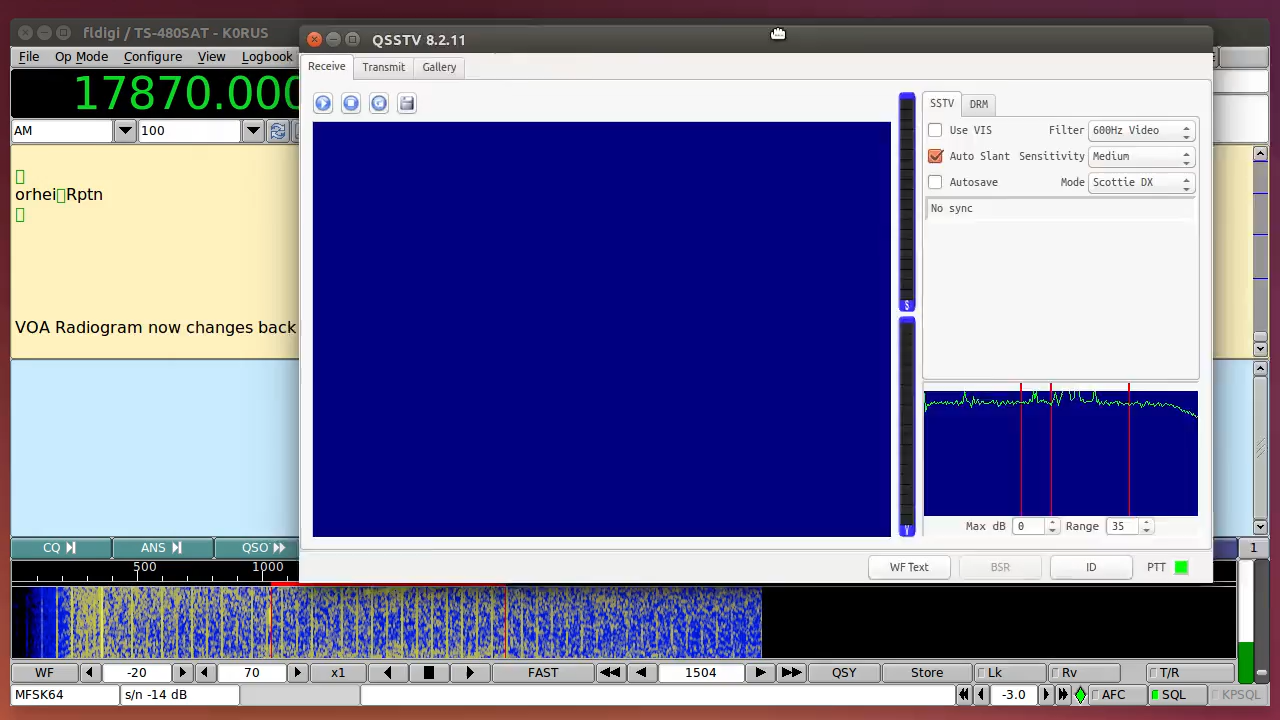 fldigi / TS-480SAT - K0RUS
File Op Mode Configure View Logbook
17870.000
AM 100
orheiRptn
VOA Radiogram now changes back
CQ ANS QSO 1
500 1000
WF -20 70 x1 FAST 1504 QSY Store Lk Rv T/R
MFSK64 s/n -14 dB -3.0 AFC SQL KPSQL
QSSTV 8.2.11
Receive Transmit Gallery
SSTV DRM
Use VIS Filter 600Hz Video
Auto Slant Sensitivity Medium
Autosave Mode Scottie DX
No sync
S
V
Max dB 0 Range 35
WF Text BSR ID PTT